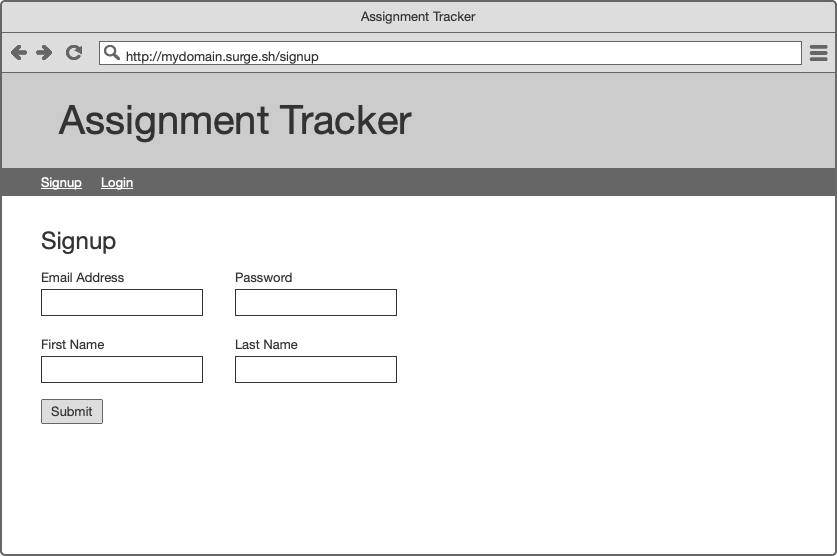 Assignment Tracker
http://mydomain.surge.sh/signup
Assignment Tracker
Signup Login
Signup
Email Address Password
First Name Last Name
Submit